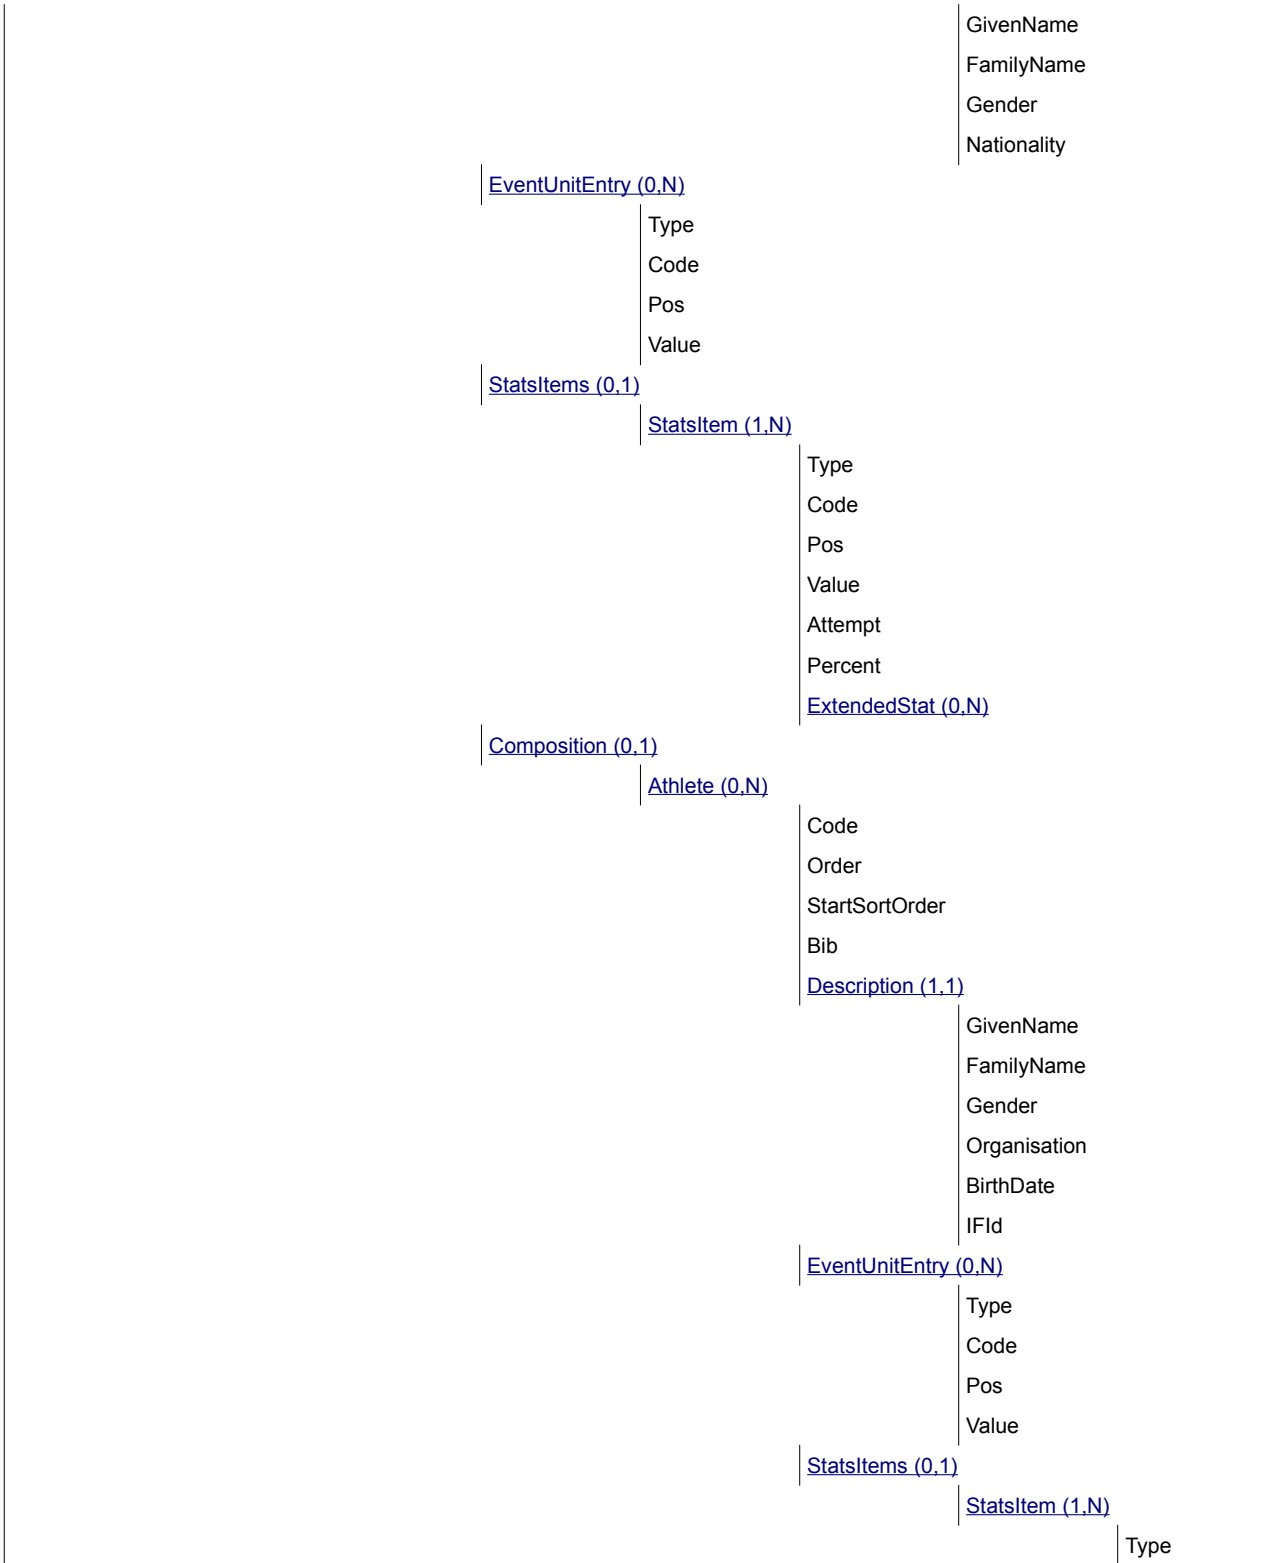 GivenName
FamilyName
Gender
Nationality
EventUnitEntry (0,N)
Type
Code
Pos
Value
StatsItems (0,1)
StatsItem (1,N)
Type
Code
Pos
Value
Attempt
Percent
ExtendedStat (0,N)
Composition (0,1)
Athlete (0,N)
Code
Order
StartSortOrder
Bib
Description (1,1)
GivenName
FamilyName
Gender
Organisation
BirthDate
IFId
EventUnitEntry (0,N)
Type
Code
Pos
Value
StatsItems (0,1)
StatsItem (1,N)
Type